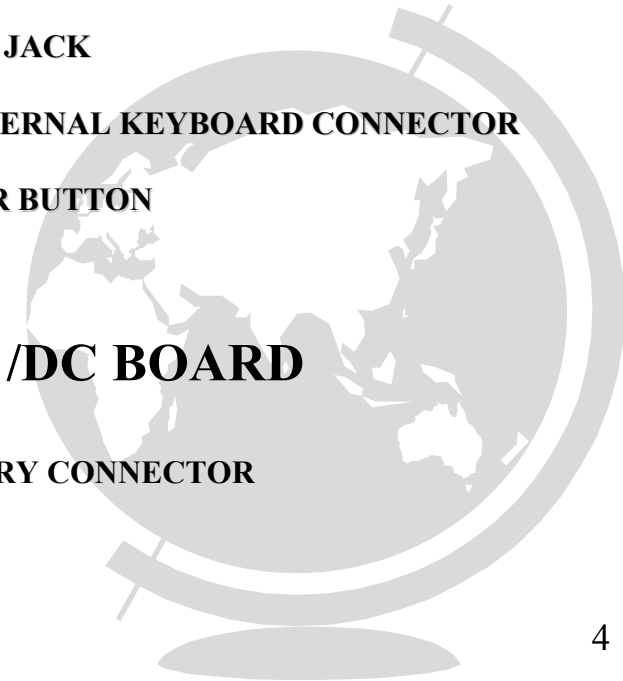 JACK
ERNAL KEYBOARD CONNECTOR
R BUTTON
/DC BOARD
RY CONNECTOR
4